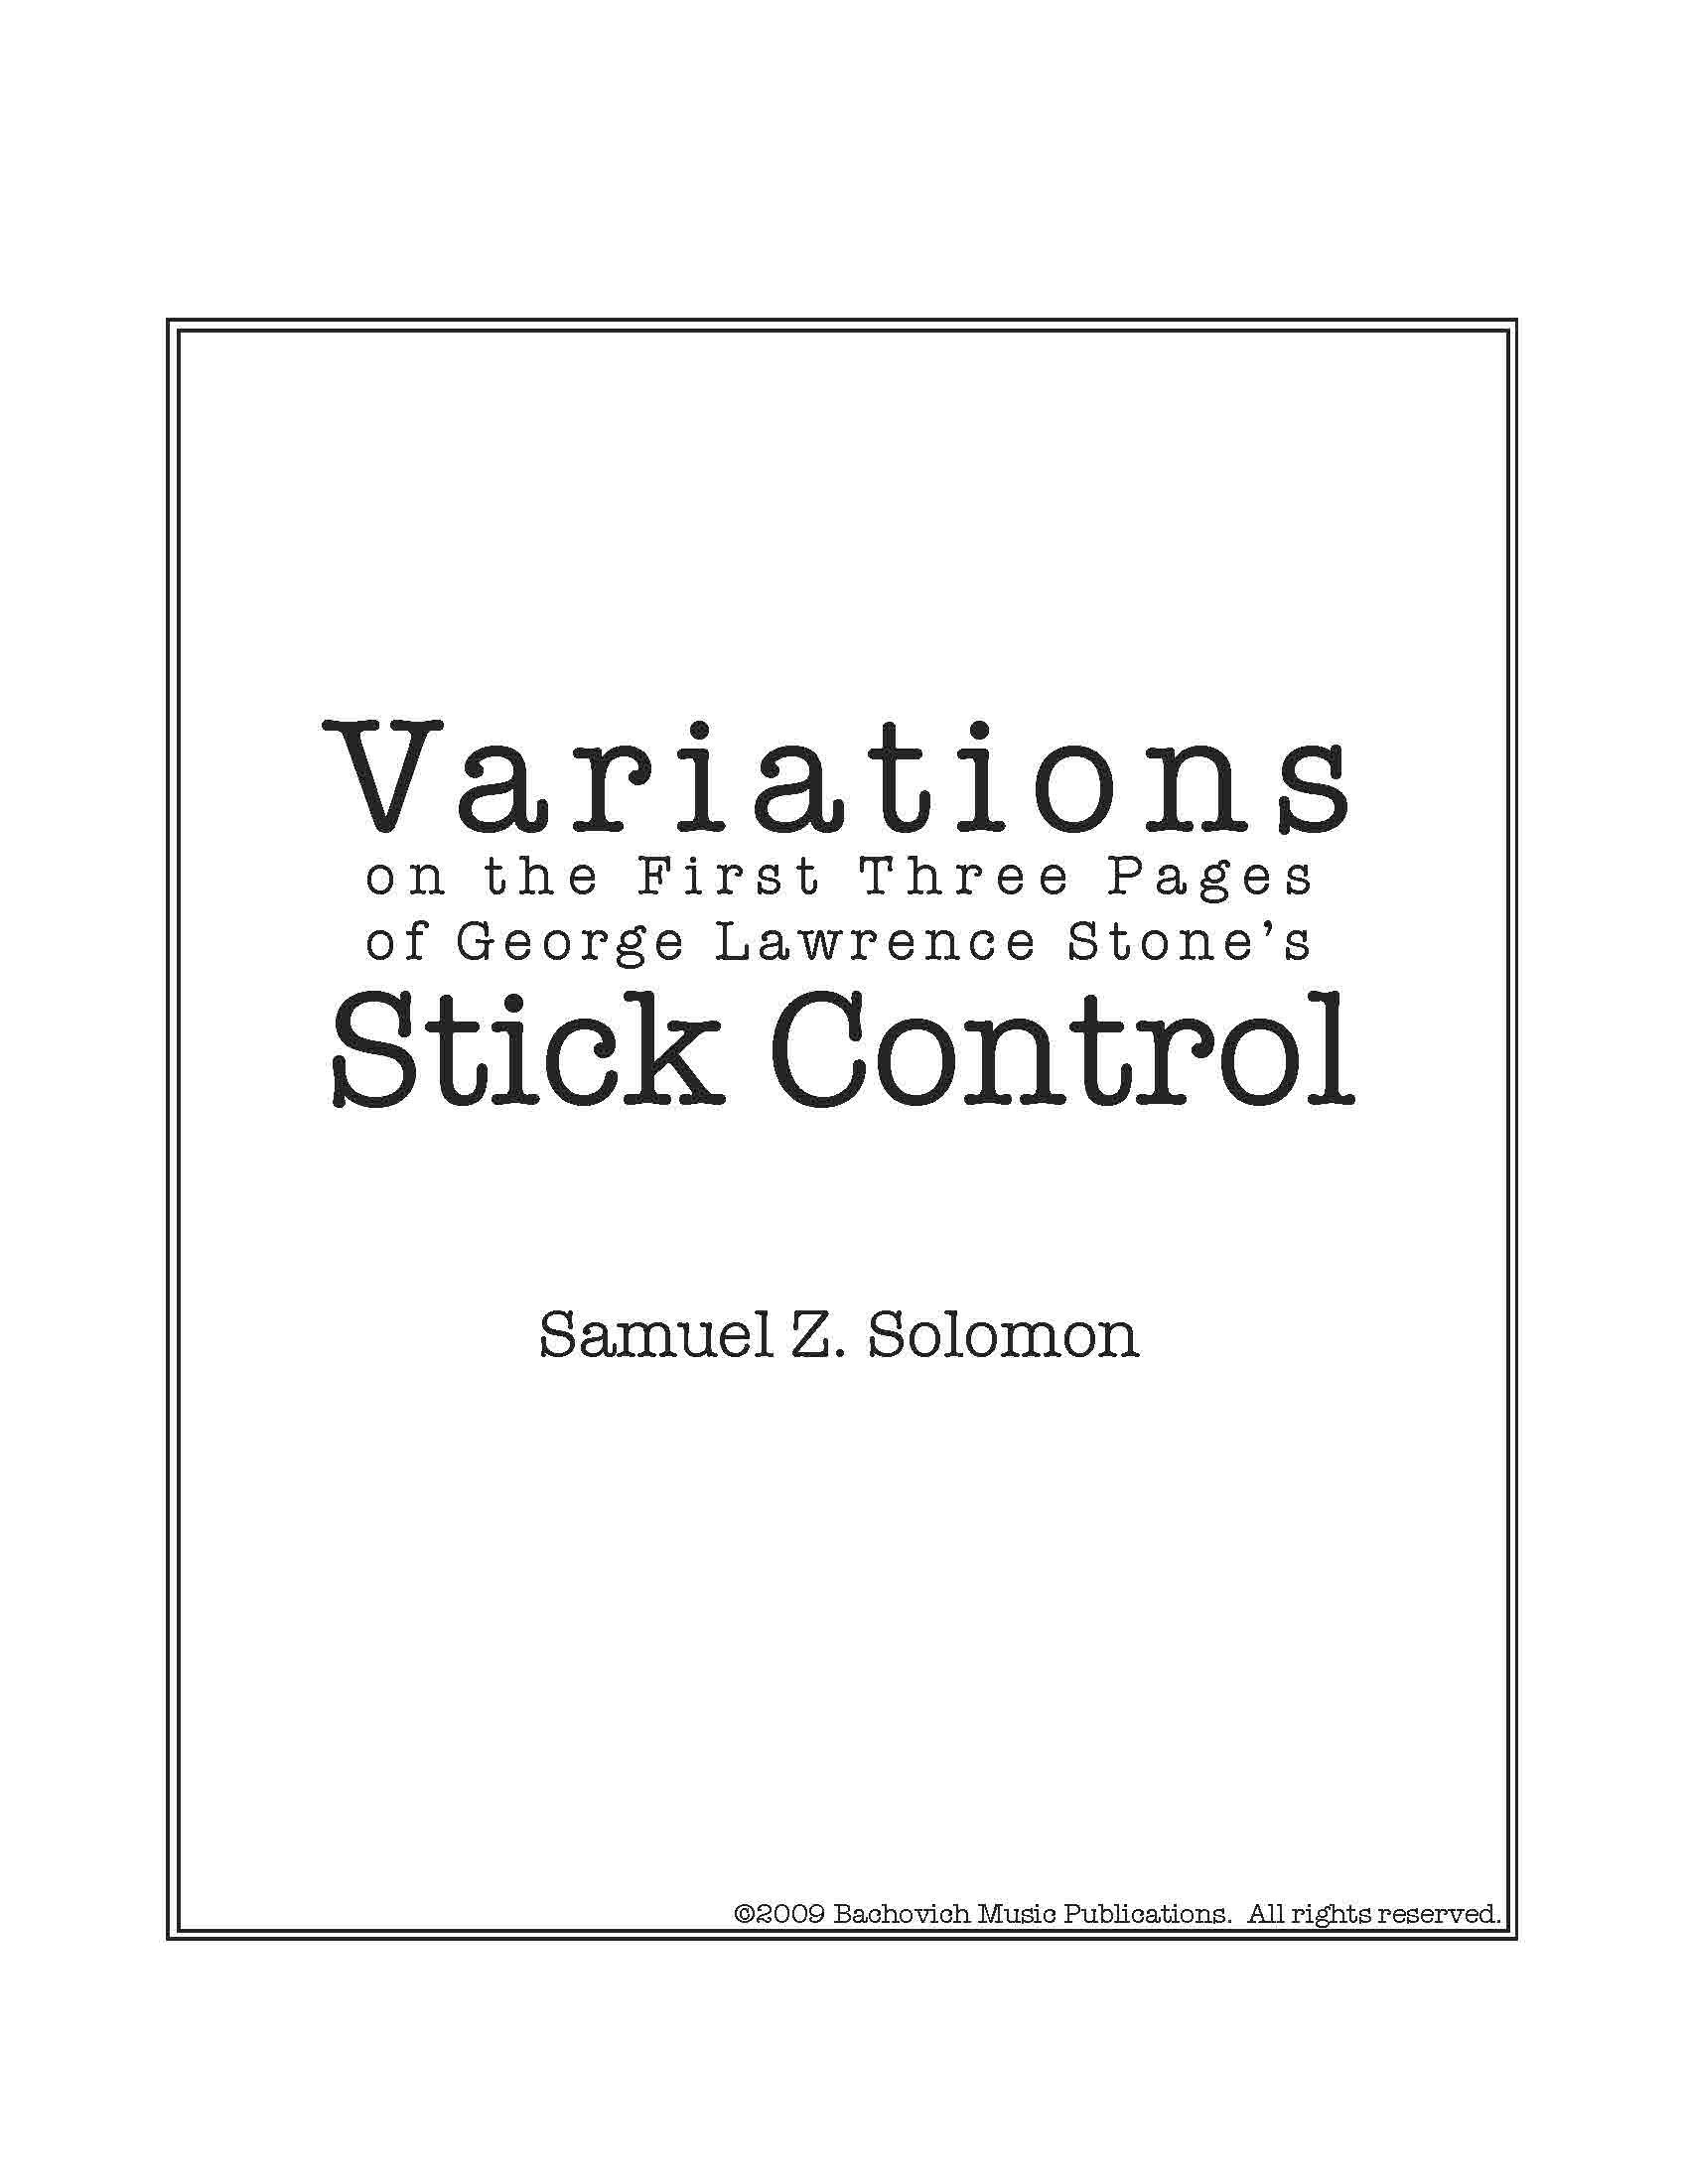 Variations
on the First Three Pages
of George Lawrence Stone’s
Stick Control
Samuel Z. Solomon
©2009 Bachovich Music Publications.  All rights reserved.